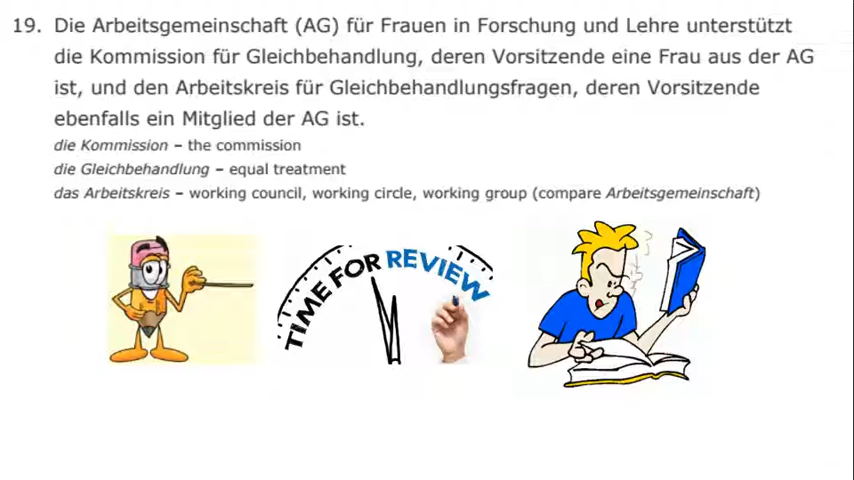 19. Die Arbeitsgemeinschaft (AG) für Frauen in Forschung und Lehre unterstützt
die Kommission für Gleichbehandlung, deren Vorsitzende eine Frau aus der AG
ist, und den Arbeitskreis für Gleichbehandlungsfragen, deren Vorsitzende
ebenfalls ein Mitglied der AG ist.
die Kommission – the commission
die Gleichbehandlung – equal treatment
das Arbeitskreis – working council, working circle, working group (compare Arbeitsgemeinschaft)
TIME FOR REVIEW